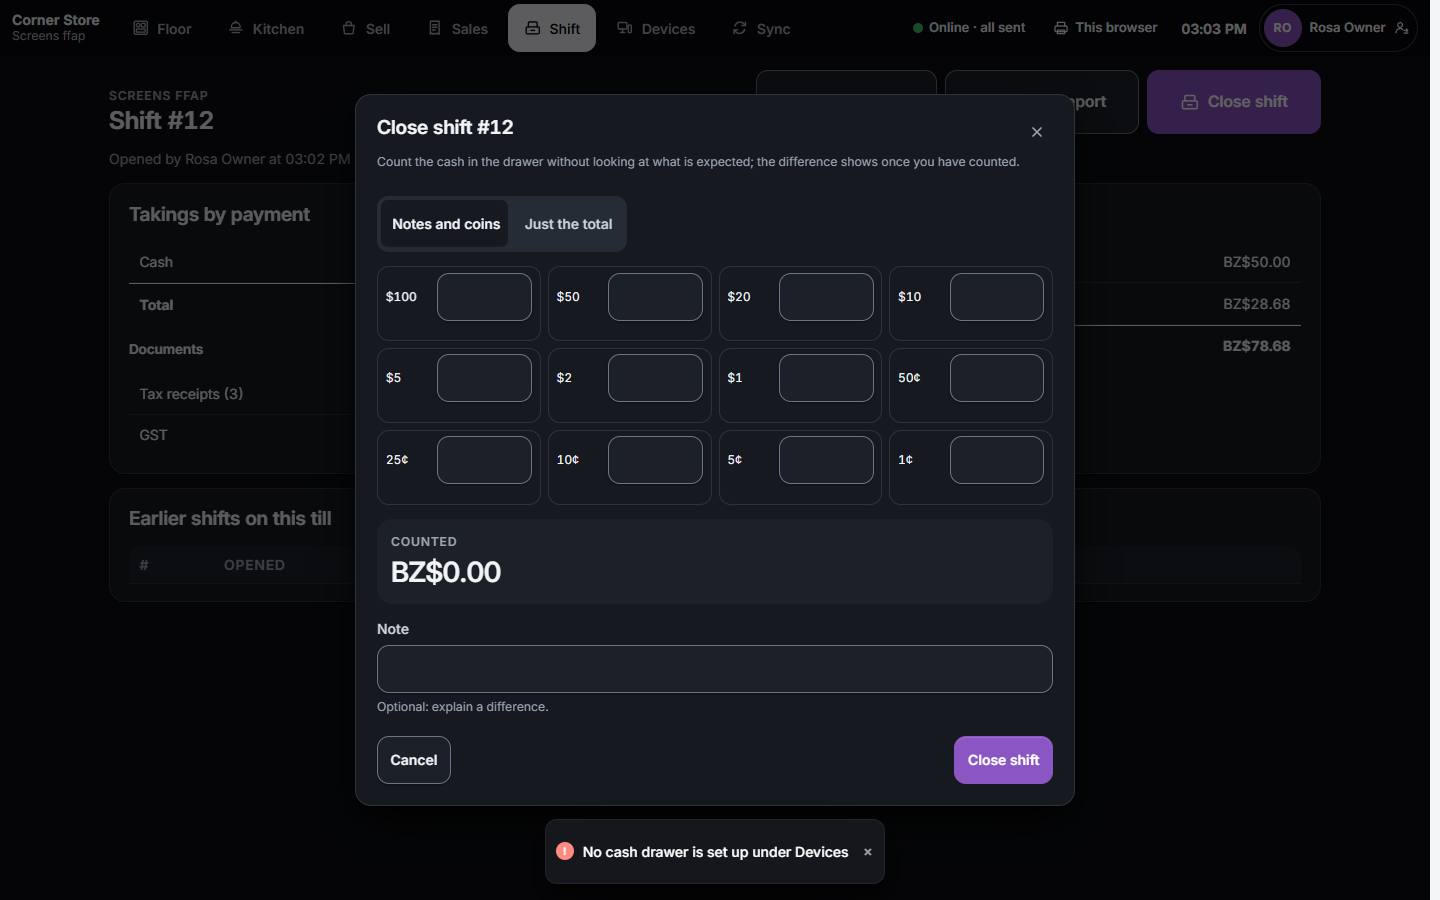 Corner Store
Screens ffap
Floor
Kitchen
Sell
Sales
Shift
Devices
Sync
Online · all sent
This browser
03:03 PM
RO
Rosa Owner
SCREENS FFAP
Shift #12
Opened by Rosa Owner at 03:02 PM
Close shift
Takings by payment
Cash
Total
Documents
Tax receipts (3)
GST
BZ$50.00
BZ$28.68
BZ$78.68
Earlier shifts on this till
#
OPENED
Close shift #12
×
Count the cash in the drawer without looking at what is expected; the difference shows once you have counted.
Notes and coins
Just the total
$100
$50
$20
$10
$5
$2
$1
50¢
25¢
10¢
5¢
1¢
COUNTED
BZ$0.00
Note
Optional: explain a difference.
Cancel
Close shift
! No cash drawer is set up under Devices ×